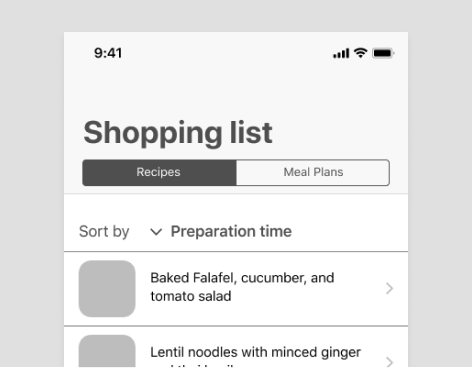 9:41
Shopping list
Recipes Meal Plans
Sort by Preparation time
Baked Falafel, cucumber, and
tomato salad
Lentil noodles with minced ginger